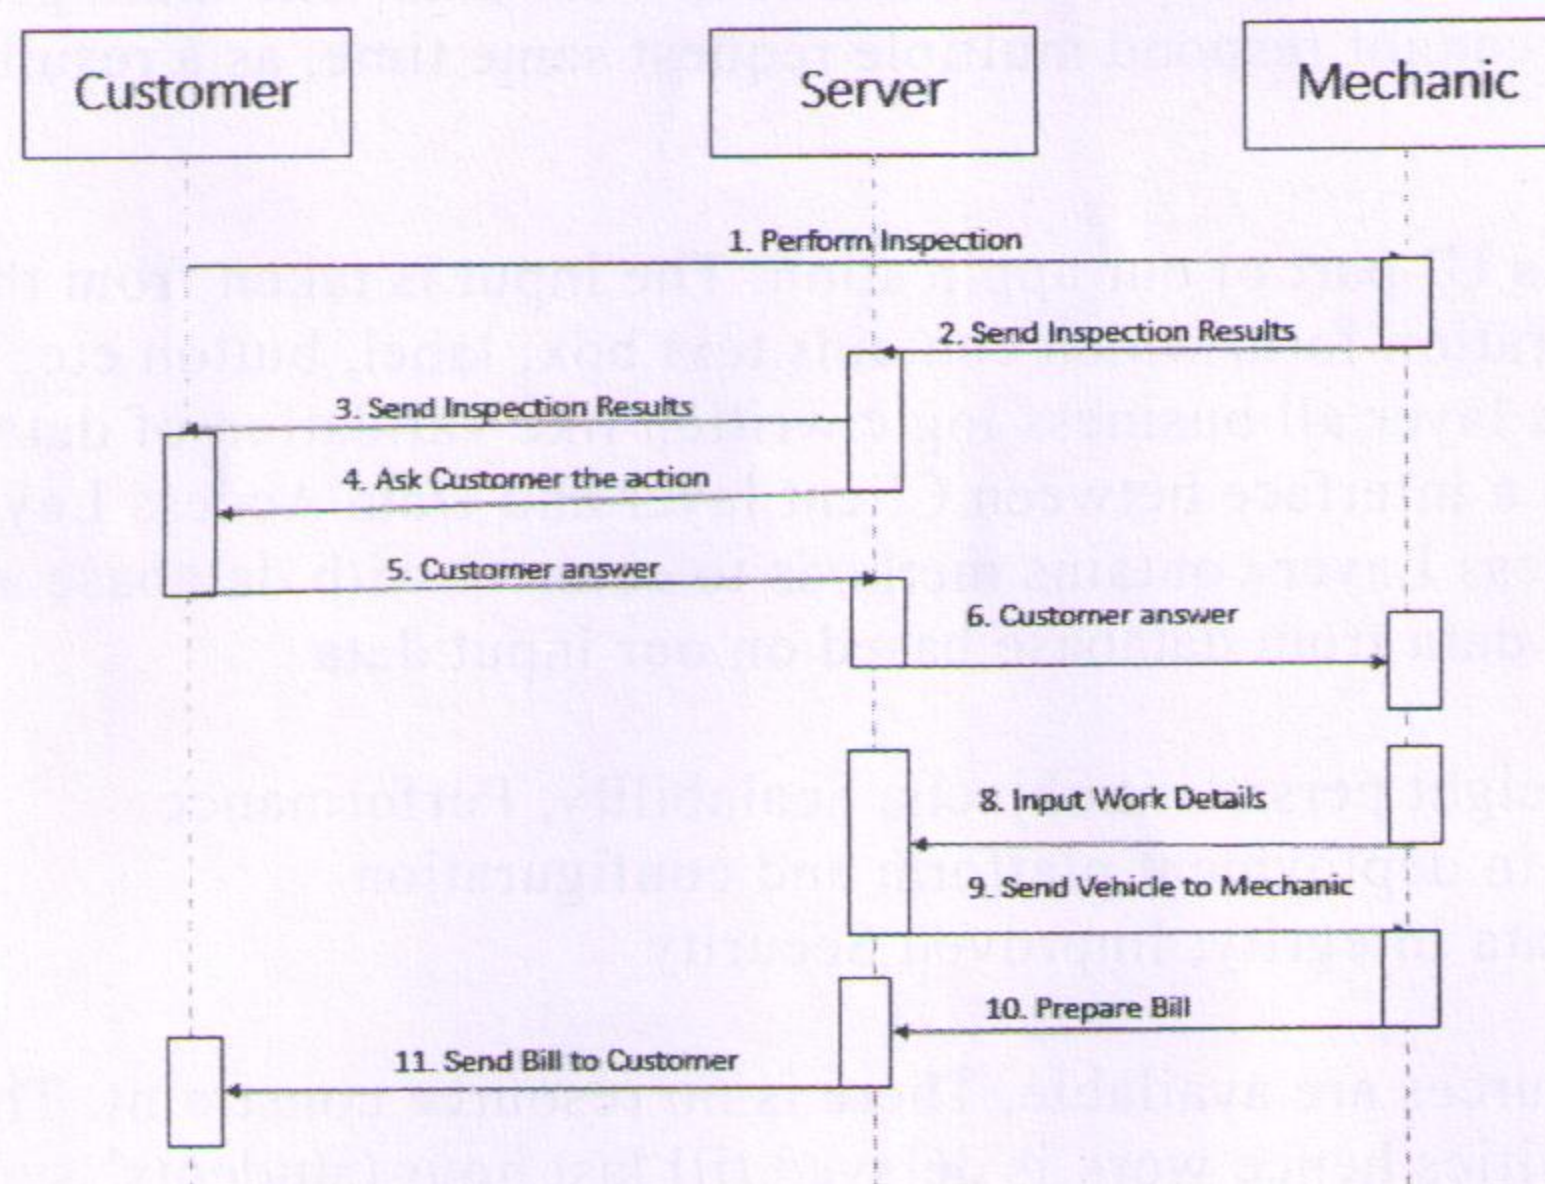 Customer
Server
Mechanic
1. Perform Inspection
2. Send Inspection Results
3. Send Inspection Results
4. Ask Customer the action
5. Customer answer
6. Customer answer
8. Input Work Details
9. Send Vehicle to Mechanic
10. Prepare Bill
11. Send Bill to Customer